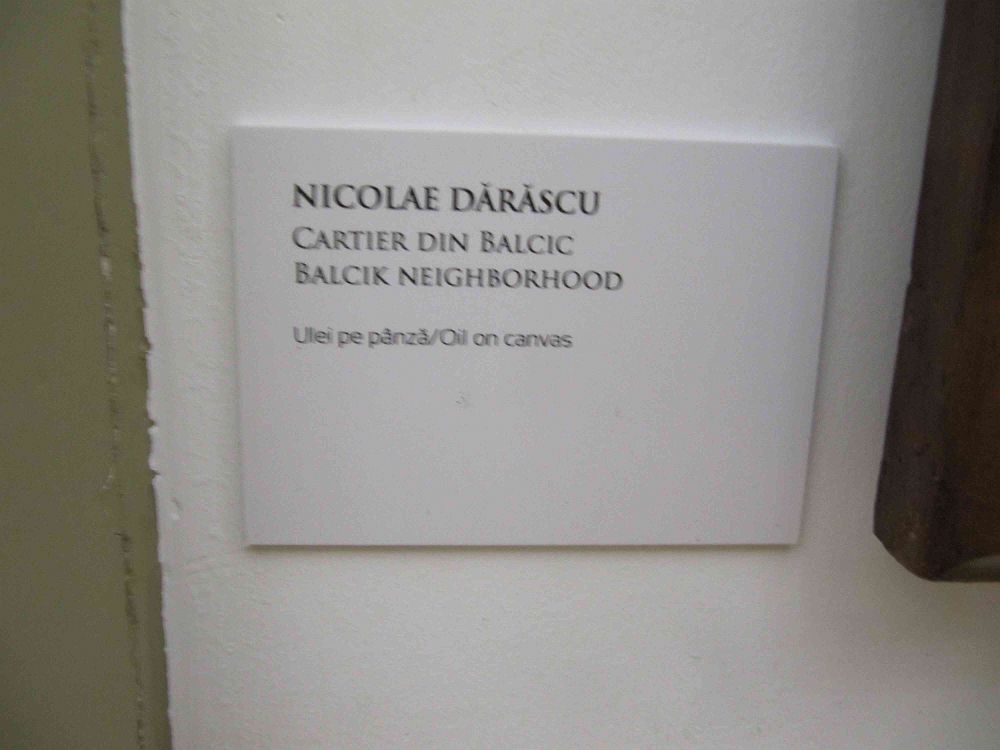 NICOLAE DĂRĂSCU
CARTIER DIN BALCIC
BALCIK NEIGHBORHOOD
Ulei pe pânză/Oil on canvas